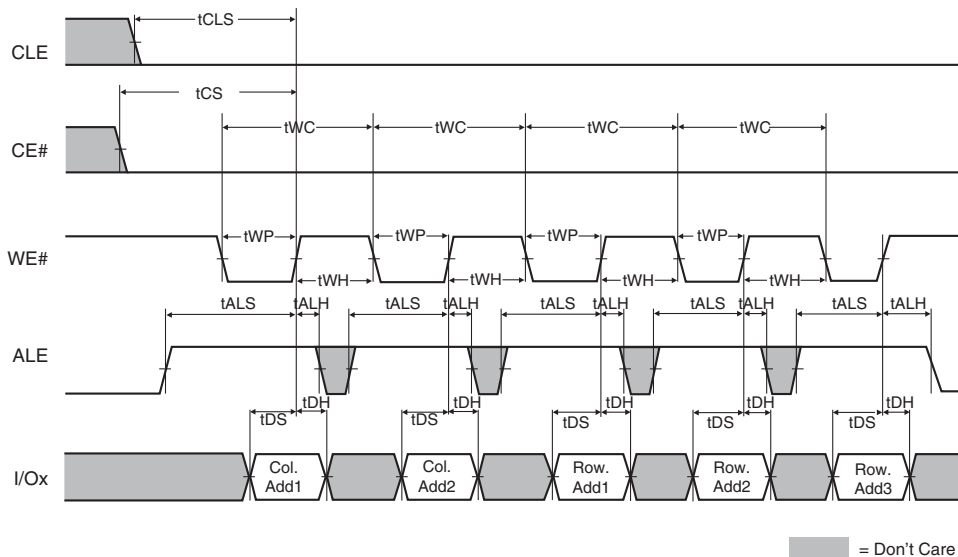 tCLS
CLE
tCS
tWC tWC tWC tWC
CE#
tWP tWP tWP tWP
WE#
tWH tWH tWH tWH
tALS tALH tALS tALH tALS tALH tALS tALH tALS tALH
ALE
tDH tDH tDH tDH tDH
tDS tDS tDS tDS tDS
I/Ox
Col. Add1
Col. Add2
Row. Add1
Row. Add2
Row. Add3
= Don't Care